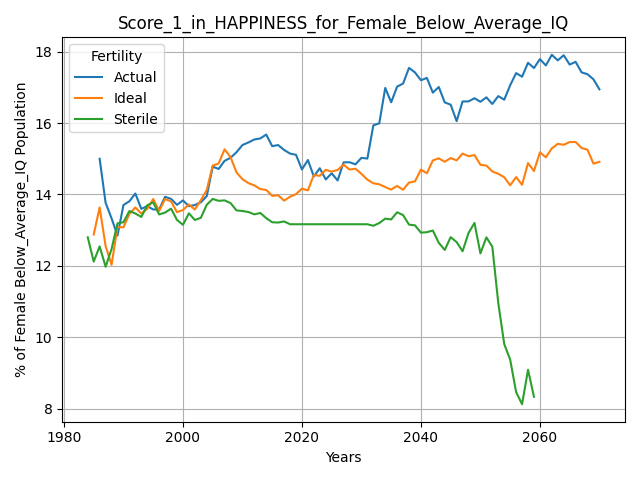 Score_1_in_HAPPINESS_for_Female_Below_Average_IQ
% of Female Below_Average_IQ Population
18
16
14
12
10
8
Fertility
Actual
Ideal
Sterile
1980 2000 2020 2040 2060
Years